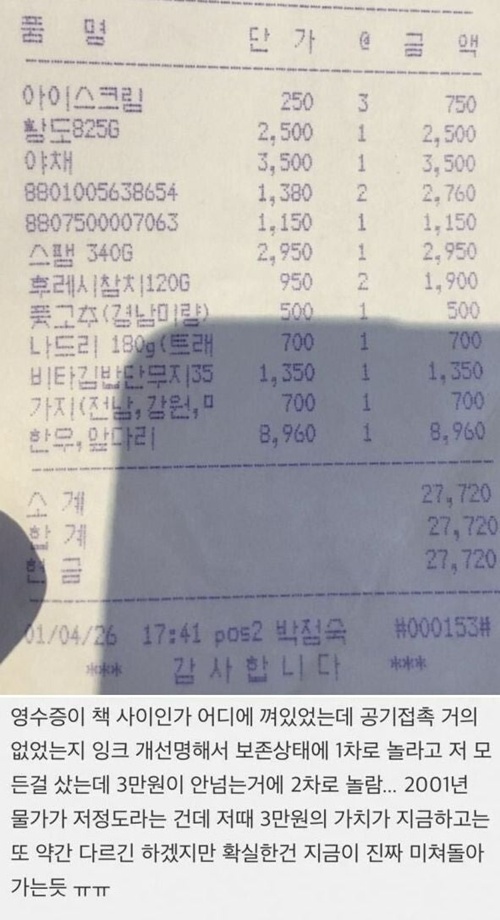 품 명 단 가 @ 금 액
아이스크림 250 3 750
황도825G 2,500 1 2,500
야채 3,500 1 3,500
8801005638654 1,380 2 2,760
8807500007063 1,150 1 1,150
스팸 340G 2,950 1 2,950
후레시참치120G 950 2 1,900
풋고추(경남미량) 500 1 500
나드리 180g(트래 700 1 700
비타김밥단무지35 1,350 1 1,350
가지(전남,강원,ㅁ 700 1 700
한우,앞다리 8,960 1 8,960
소 계 27,720
합 계 27,720
현 금 27,720
01/04/26 17:41 pos2 박점숙 #000153#
*** 감 사 합 니 다 ***
영수증이 책 사이인가 어디에 껴있었는데 공기접촉 거의
없었는지 잉크 개선명해서 보존상태에 1차로 놀라고 저 모
든걸 샀는데 3만원이 안넘는거에 2차로 놀람... 2001년
물가가 저정도라는 건데 저때 3만원의 가치가 지금하고는
또 약간 다르긴 하겠지만 확실한건 지금이 진짜 미쳐돌아
가는듯 ㅠㅠ